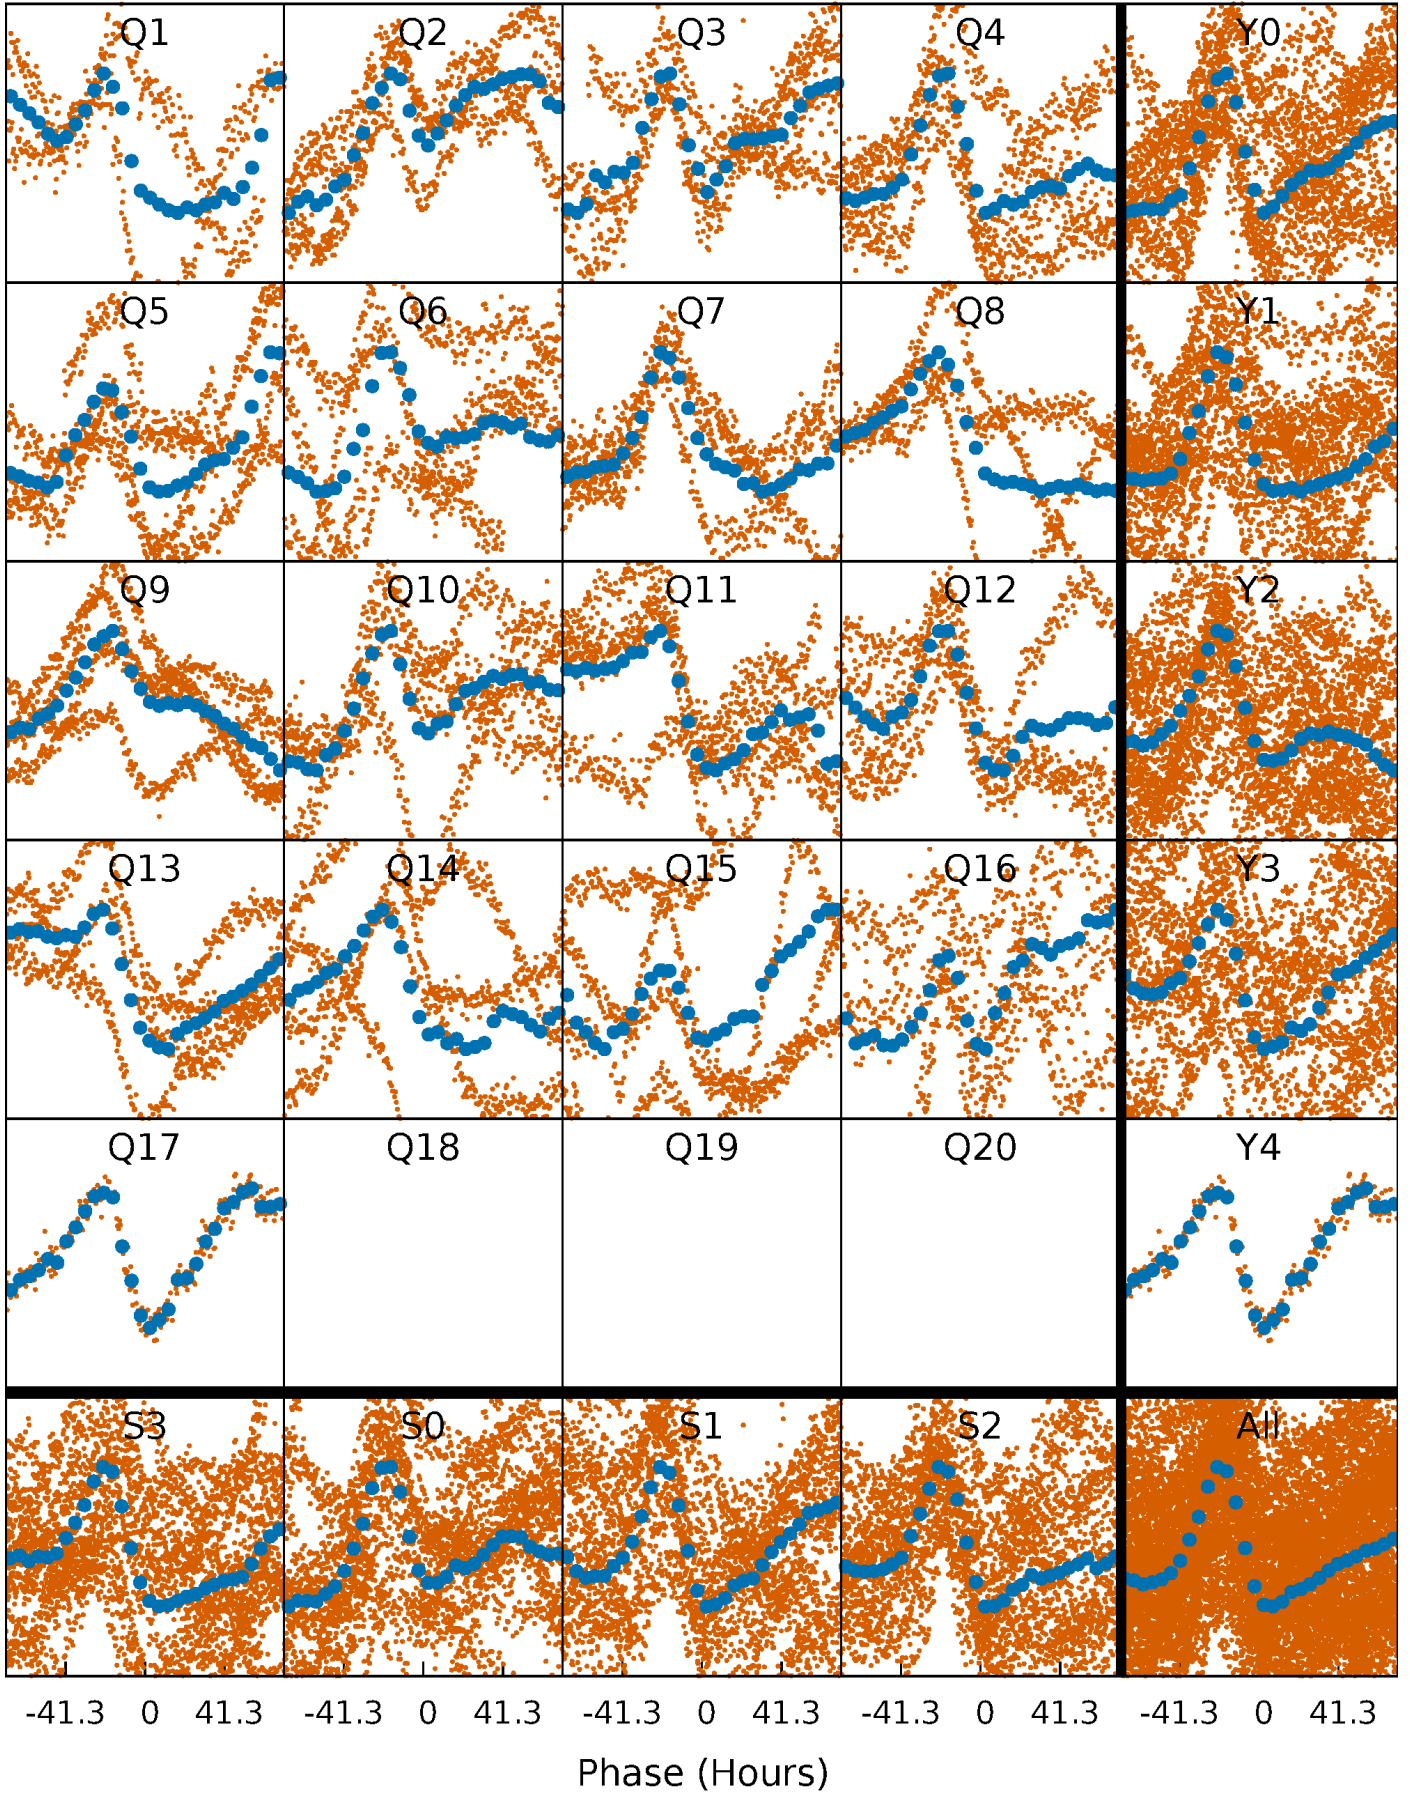 Q1 Q2 Q3 Q4 Y0
Q5 Q6 Q7 Q8 Y1
Q9 Q10 Q11 Q12 Y2
Q13 Q14 Q15 Q16 Y3
Q17 Q18 Q19 Q20 Y4
S3 S0 S1 S2 All
-41.3 0 41.3 -41.3 0 41.3 -41.3 0 41.3 -41.3 0 41.3 -41.3 0 41.3
Phase (Hours)